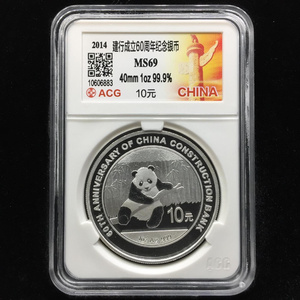 2014
建行成立60周年纪念银币
MS69
40mm 1oz 99.9%
10606883
ACG
10元
CHINA
60TH ANNIVERSARY OF CHINA CONSTRUCTION BANK
10元